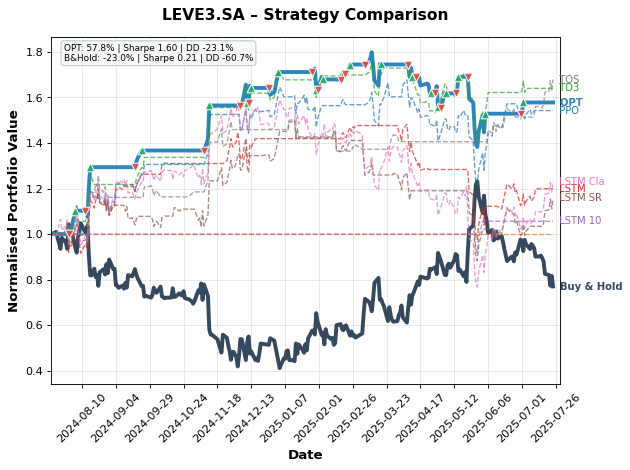 LEVE3.SA – Strategy Comparison
OPT: 57.8% | Sharpe 1.60 | DD -23.1%
B&Hold: -23.0% | Sharpe 0.21 | DD -60.7%
Normalised Portfolio Value
1.8
1.6
1.4
1.2
1.0
0.8
0.6
0.4
TD3
OPT
PPO
LSTM Cla
LSTM
LSTM SR
LSTM 10
Buy & Hold
2024-08-10
2024-09-04
2024-09-29
2024-10-24
2024-11-18
2024-12-13
2025-01-07
2025-02-01
2025-02-26
2025-03-23
2025-04-17
2025-05-12
2025-06-06
2025-07-01
2025-07-26
Date